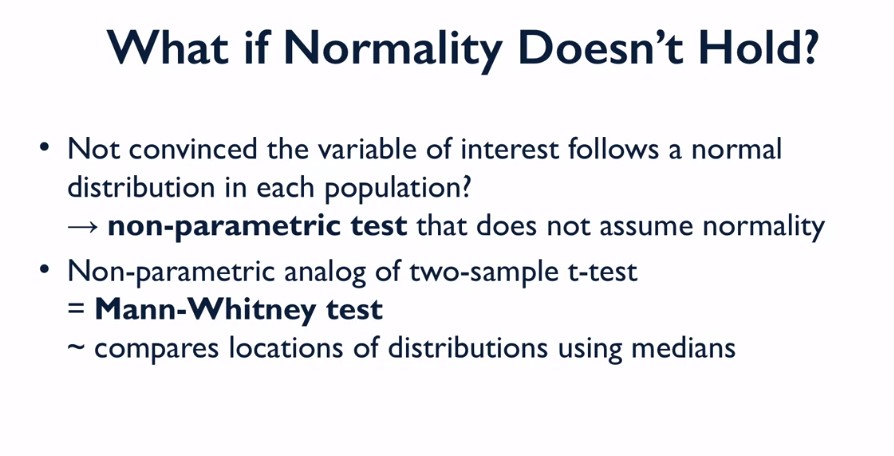 What if Normality Doesn’t Hold?
• Not convinced the variable of interest follows a normal
distribution in each population?
→ non-parametric test that does not assume normality
• Non-parametric analog of two-sample t-test
= Mann-Whitney test
~ compares locations of distributions using medians